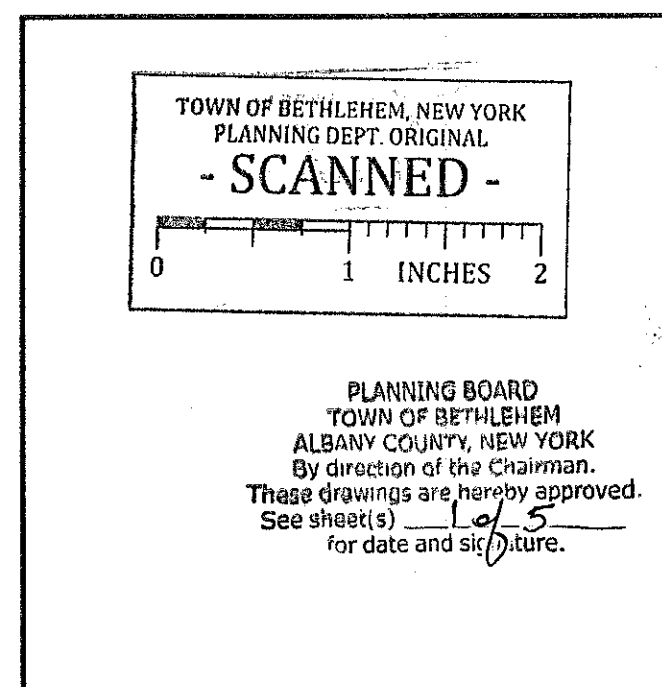 TOWN OF BETHLEHEM, NEW YORK
PLANNING DEPT. ORIGINAL
- SCANNED -
0 1 INCHES 2
PLANNING BOARD
TOWN OF BETHLEHEM
ALBANY COUNTY, NEW YORK
By direction of the Chairman.
These drawings are hereby approved.
See sheet(s) 1 of 5
for date and signature.